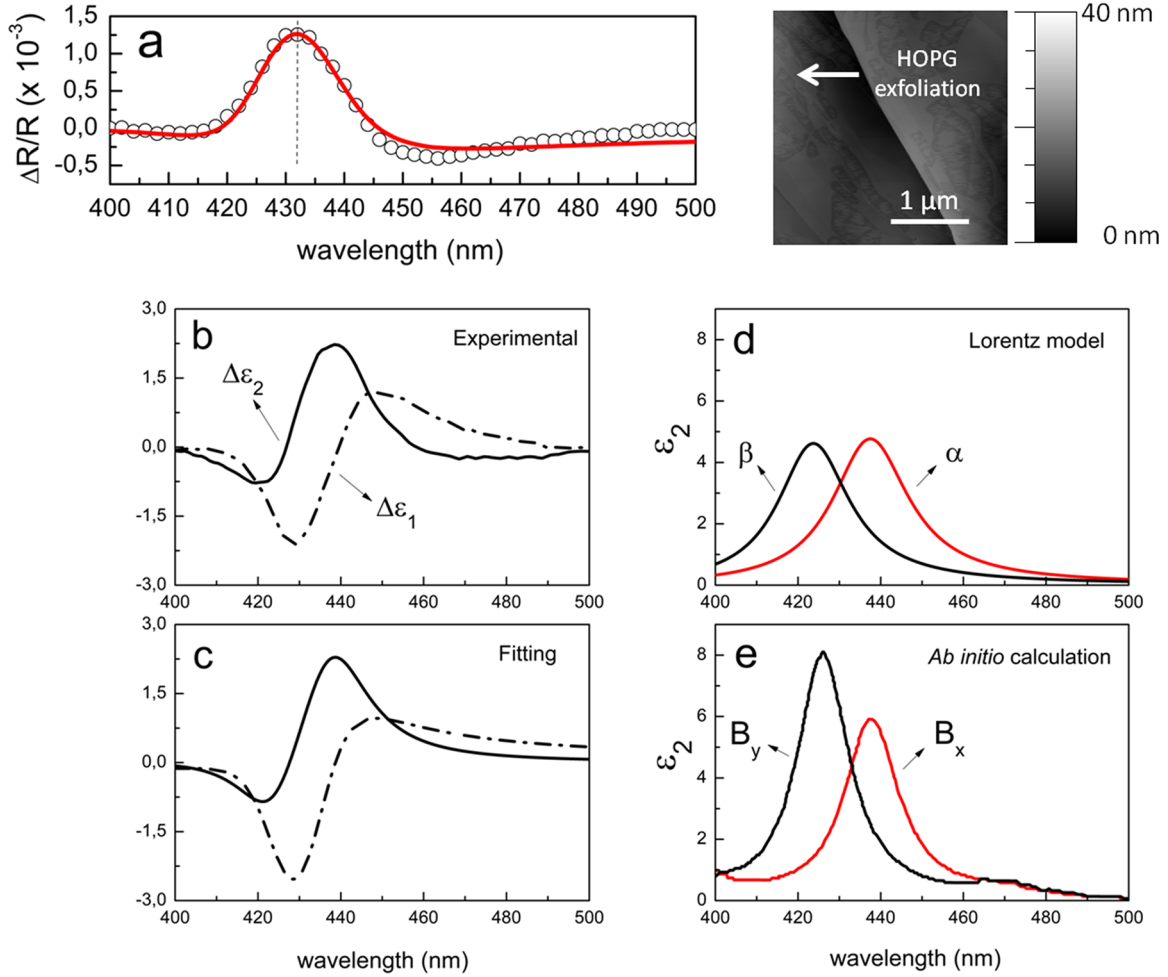 a
ΔR/R (x 10⁻³)
1,5
1,0
0,5
0,0
-0,5
400 410 420 430 440 450 460 470 480 490 500
wavelength (nm)
HOPG
exfoliation
1 μm
40 nm
0 nm
b
Experimental
3,0
1,5
0,0
-1,5
-3,0
Δε₂
Δε₁
400 420 440 460 480 500
c
Fitting
3,0
1,5
0,0
-1,5
-3,0
400 420 440 460 480 500
wavelength (nm)
d
Lorentz model
ε₂
8
6
4
2
0
β
α
400 420 440 460 480 500
e
Ab initio calculation
ε₂
8
6
4
2
0
By
Bx
400 420 440 460 480 500
wavelength (nm)